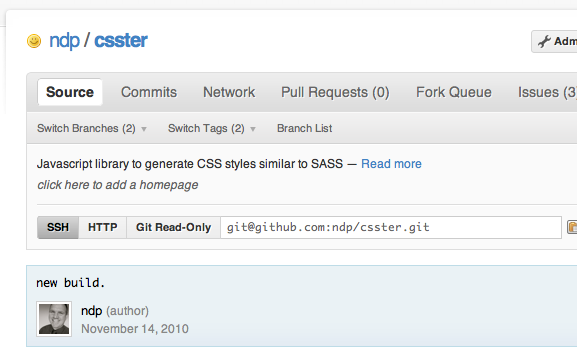 ndp / csster
Adm
Source Commits Network Pull Requests (0) Fork Queue Issues (3
Switch Branches (2) Switch Tags (2) Branch List
Javascript library to generate CSS styles similar to SASS — Read more
click here to add a homepage
SSH HTTP Git Read-Only git@github.com:ndp/csster.git
new build.
ndp (author)
November 14, 2010